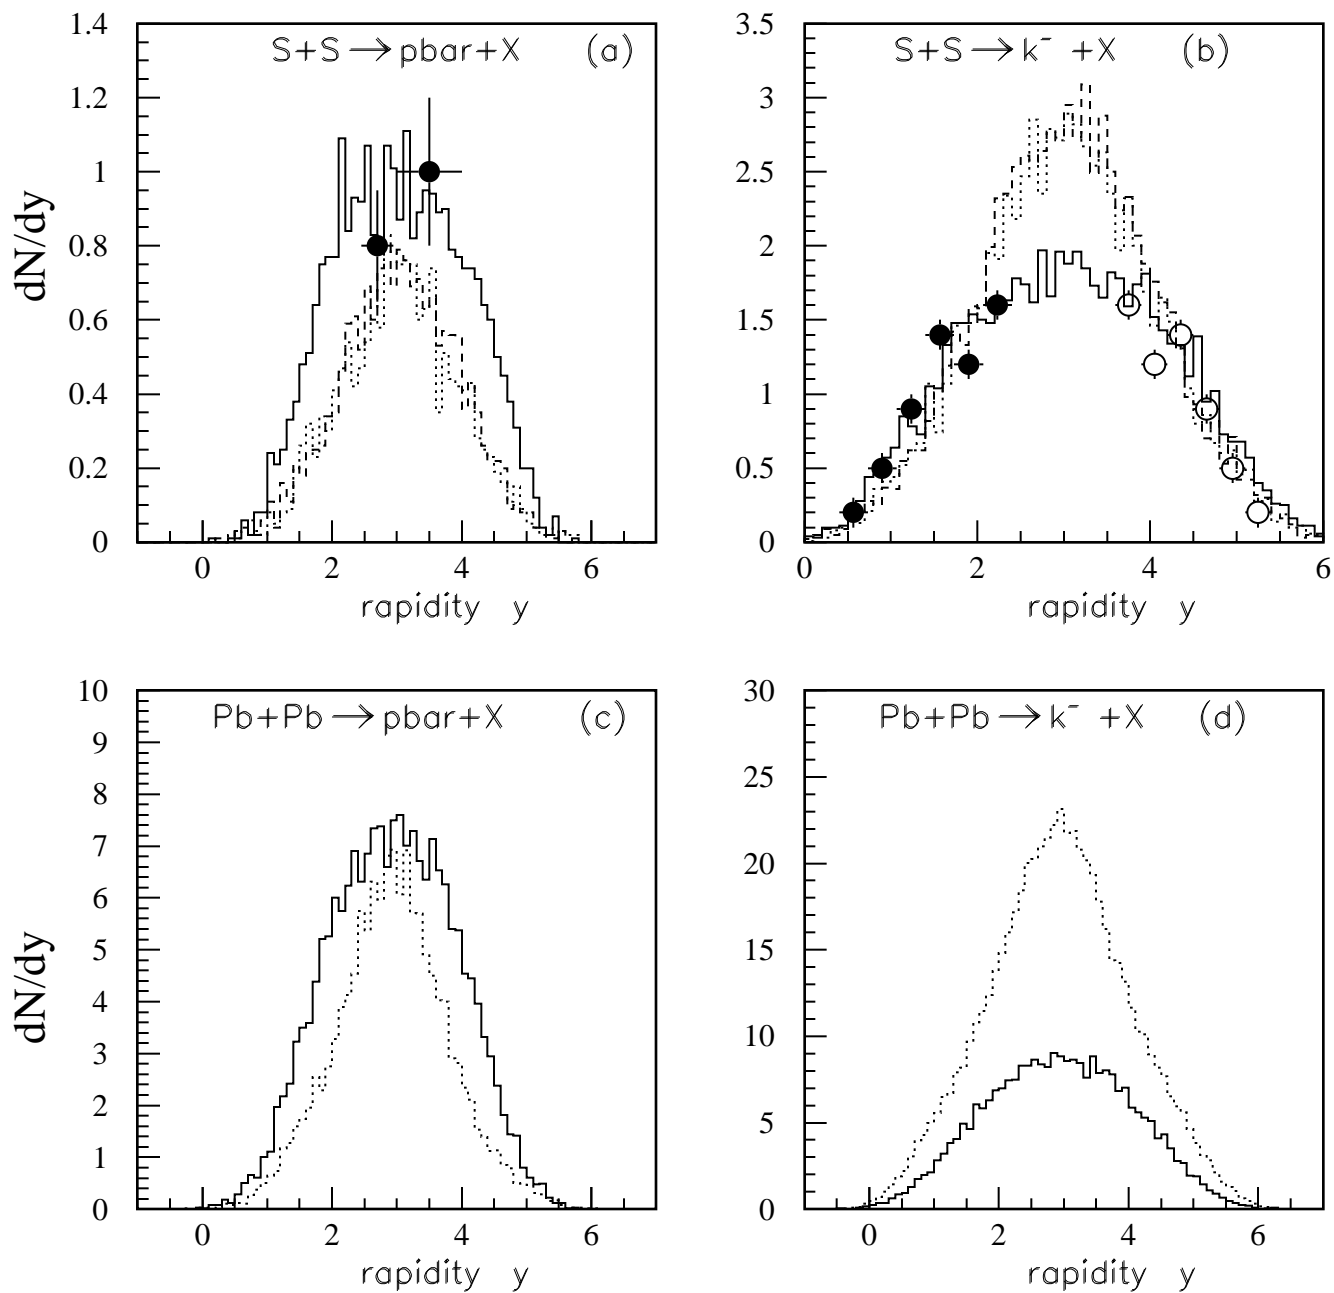 S+S → pbar+X (a)
1.4
1.2
1
0.8
0.6
0.4
0.2
0
dN/dy
0 2 4 6
rapidity y
S+S → k⁻ +X (b)
3.5
3
2.5
2
1.5
1
0.5
0
0 2 4 6
rapidity y
Pb+Pb → pbar+X (c)
10
9
8
7
6
5
4
3
2
1
0
dN/dy
0 2 4 6
rapidity y
Pb+Pb → k⁻ +X (d)
30
25
20
15
10
5
0
0 2 4 6
rapidity y